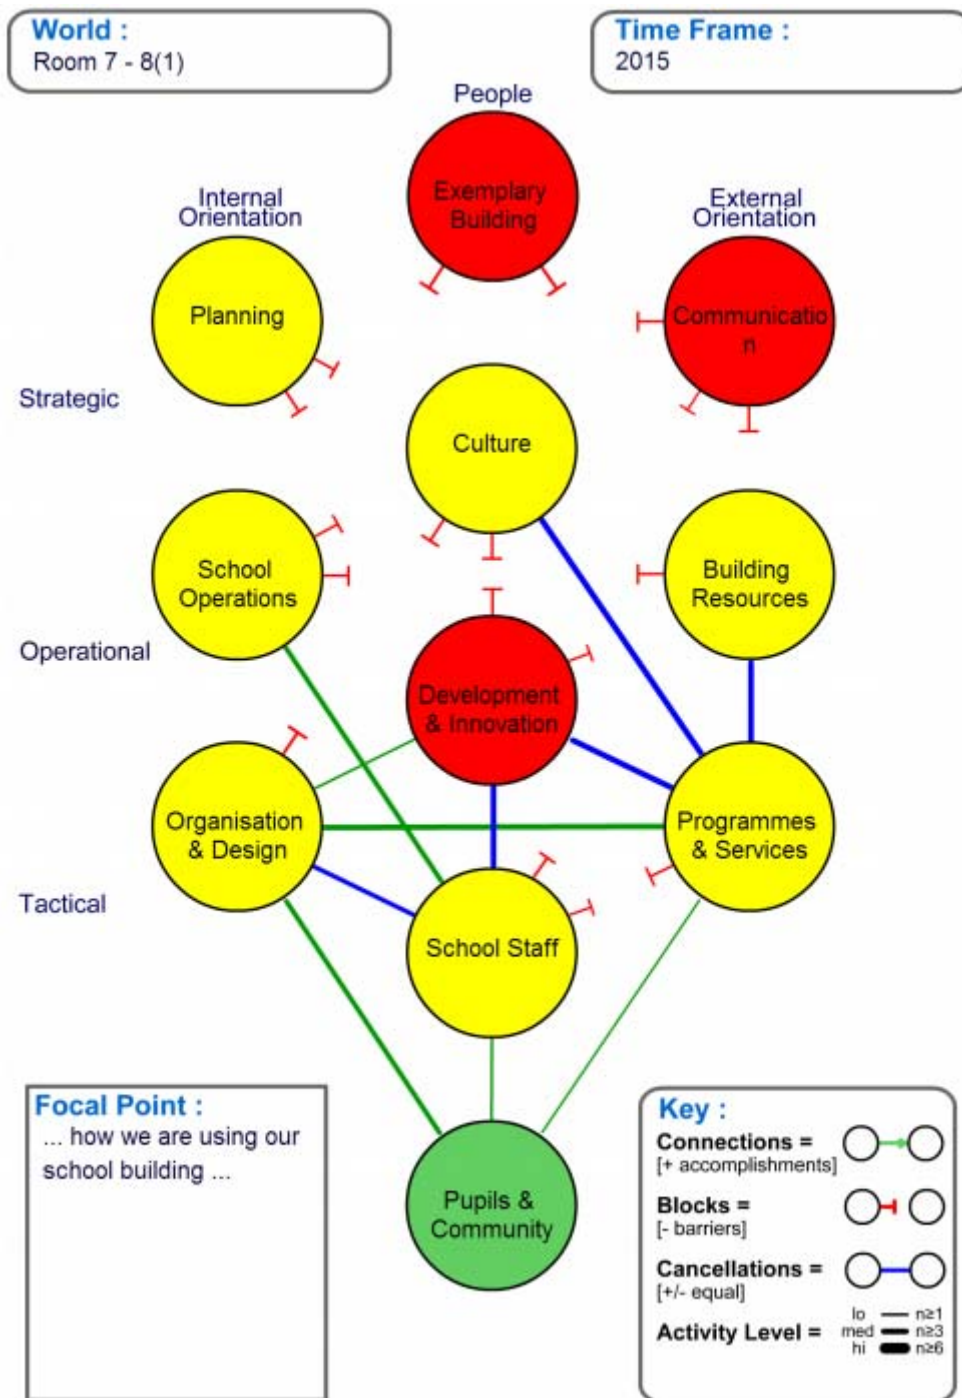 World :
Room 7 - 8(1)
Time Frame :
2015
People
Internal
Orientation
External
Orientation
Exemplary
Building
Planning
Communicatio
n
Strategic
Culture
School
Operations
Building
Resources
Operational
Development
& Innovation
Organisation
& Design
Programmes
& Services
Tactical
School Staff
Focal Point :
... how we are using our
school building ...
Pupils &
Community
Key :
Connections =
[+ accomplishments]
Blocks =
[- barriers]
Cancellations =
[+/- equal]
Activity Level =
lo n≥1
med n≥3
hi n≥6